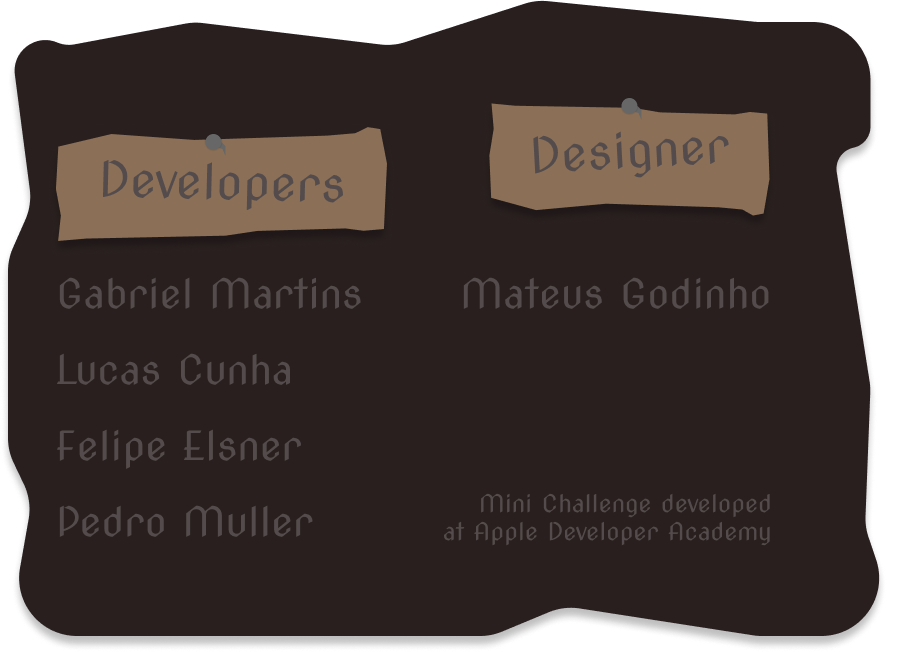 Developers
Gabriel Martins
Lucas Cunha
Felipe Elsner
Pedro Muller
Designer
Mateus Godinho
Mini Challenge developed
at Apple Developer Academy